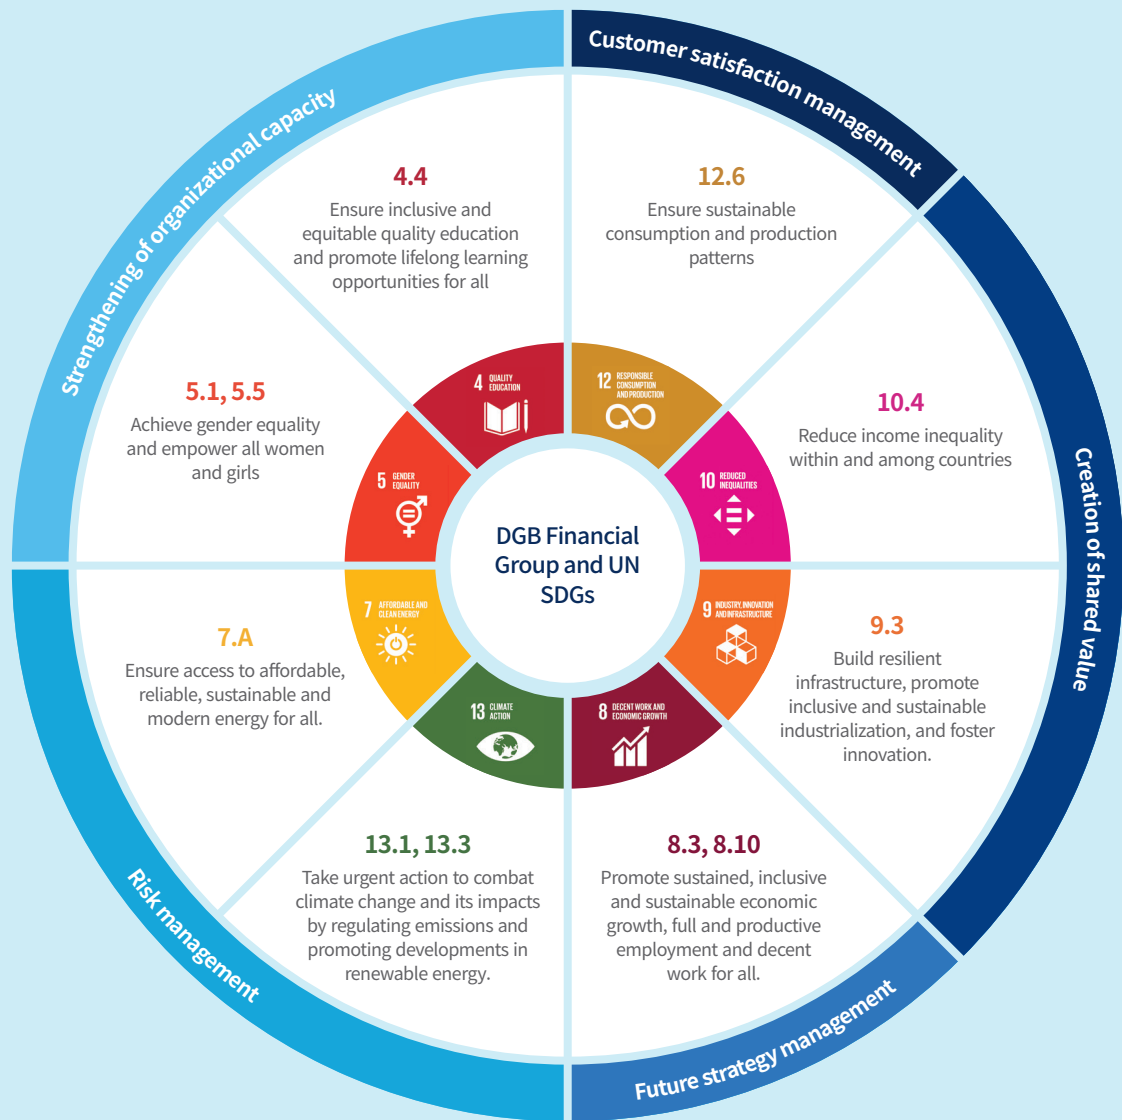 Customer satisfaction management
Strengthening of organizational capacity
4.4
Ensure inclusive and
equitable quality education
and promote lifelong learning
opportunities for all
12.6
Ensure sustainable
consumption and production
patterns
5.1, 5.5
Achieve gender equality
and empower all women
and girls
10.4
Reduce income inequality
within and among countries
Creation of shared value
4 QUALITY
EDUCATION
12 RESPONSIBLE
CONSUMPTION
AND PRODUCTION
5 GENDER
EQUALITY
10 REDUCED
INEQUALITIES
DGB Financial
Group and UN
SDGs
7 AFFORDABLE AND
CLEAN ENERGY
9 INDUSTRY, INNOVATION
AND INFRASTRUCTURE
13 CLIMATE
ACTION
8 DECENT WORK AND
ECONOMIC GROWTH
7.A
Ensure access to affordable,
reliable, sustainable and
modern energy for all.
9.3
Build resilient
infrastructure, promote
inclusive and sustainable
industrialization, and foster
innovation.
13.1, 13.3
Take urgent action to combat
climate change and its impacts
by regulating emissions and
promoting developments in
renewable energy.
8.3, 8.10
Promote sustained, inclusive
and sustainable economic
growth, full and productive
employment and decent
work for all.
Risk management
Future strategy management